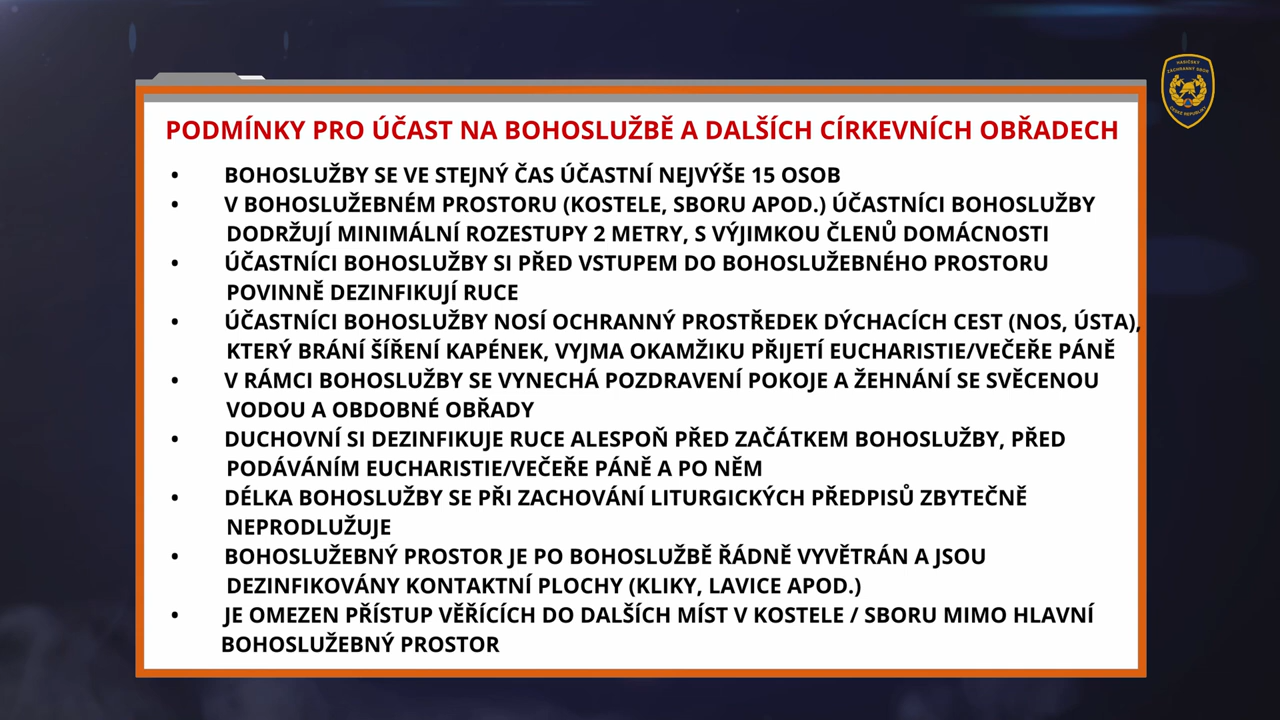 HASIČSKÝ
ZÁCHRANNÝ SBOR
ČESKÉ REPUBLIKY
PODMÍNKY PRO ÚČAST NA BOHOSLUŽBĚ A DALŠÍCH CÍRKEVNÍCH OBŘADECH
• BOHOSLUŽBY SE VE STEJNÝ ČAS ÚČASTNÍ NEJVÝŠE 15 OSOB
• V BOHOSLUŽEBNÉM PROSTORU (KOSTELE, SBORU APOD.) ÚČASTNÍCI BOHOSLUŽBY
DODRŽUJÍ MINIMÁLNÍ ROZESTUPY 2 METRY, S VÝJIMKOU ČLENŮ DOMÁCNOSTI
• ÚČASTNÍCI BOHOSLUŽBY SI PŘED VSTUPEM DO BOHOSLUŽEBNÉHO PROSTORU
POVINNĚ DEZINFIKUJÍ RUCE
• ÚČASTNÍCI BOHOSLUŽBY NOSÍ OCHRANNÝ PROSTŘEDEK DÝCHACÍCH CEST (NOS, ÚSTA),
KTERÝ BRÁNÍ ŠÍŘENÍ KAPÉNEK, VYJMA OKAMŽIKU PŘIJETÍ EUCHARISTIE/VEČEŘE PÁNĚ
• V RÁMCI BOHOSLUŽBY SE VYNECHÁ POZDRAVENÍ POKOJE A ŽEHNÁNÍ SE SVĚCENOU
VODOU A OBDOBNÉ OBŘADY
• DUCHOVNÍ SI DEZINFIKUJE RUCE ALESPOŇ PŘED ZAČÁTKEM BOHOSLUŽBY, PŘED
PODÁVÁNÍM EUCHARISTIE/VEČEŘE PÁNĚ A PO NĚM
• DÉLKA BOHOSLUŽBY SE PŘI ZACHOVÁNÍ LITURGICKÝCH PŘEDPISŮ ZBYTEČNĚ
NEPRODLUŽUJE
• BOHOSLUŽEBNÝ PROSTOR JE PO BOHOSLUŽBĚ ŘÁDNĚ VYVĚTRÁN A JSOU
DEZINFIKOVÁNY KONTAKTNÍ PLOCHY (KLIKY, LAVICE APOD.)
• JE OMEZEN PŘÍSTUP VĚŘÍCÍCH DO DALŠÍCH MÍST V KOSTELE / SBORU MIMO HLAVNÍ
BOHOSLUŽEBNÝ PROSTOR